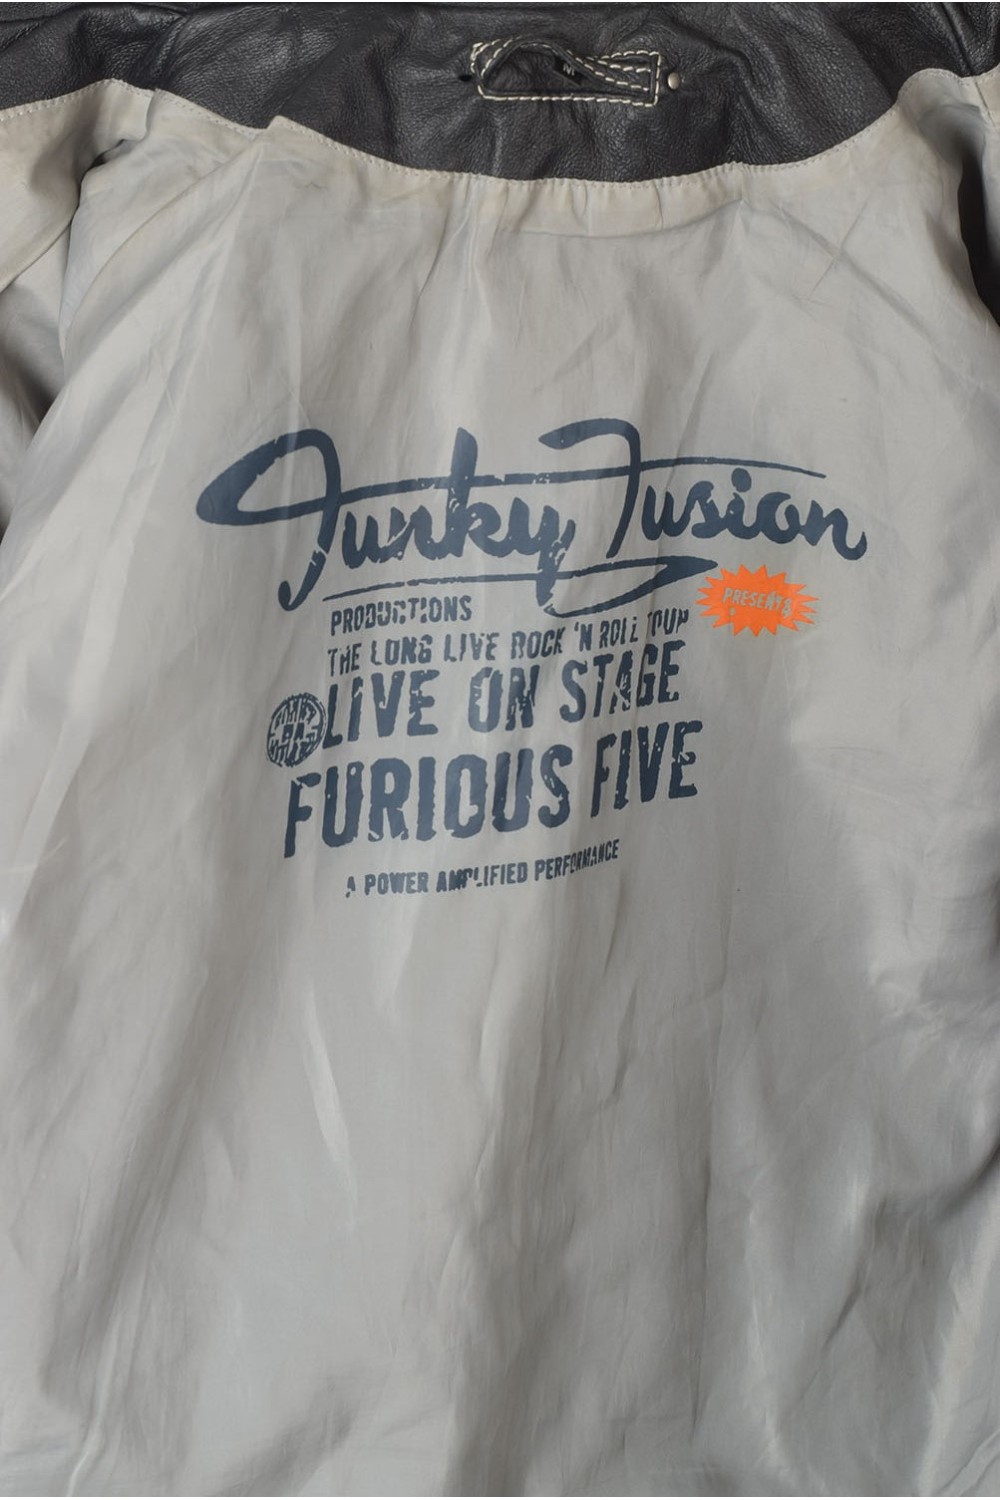 M
Funky Fusion
PRESENTS
PRODUCTIONS
THE LONG LIVE ROCK 'N ROLL TOUR
LIVE ON STAGE
FURIOUS FIVE
A POWER AMPLIFIED PERFORMANCE